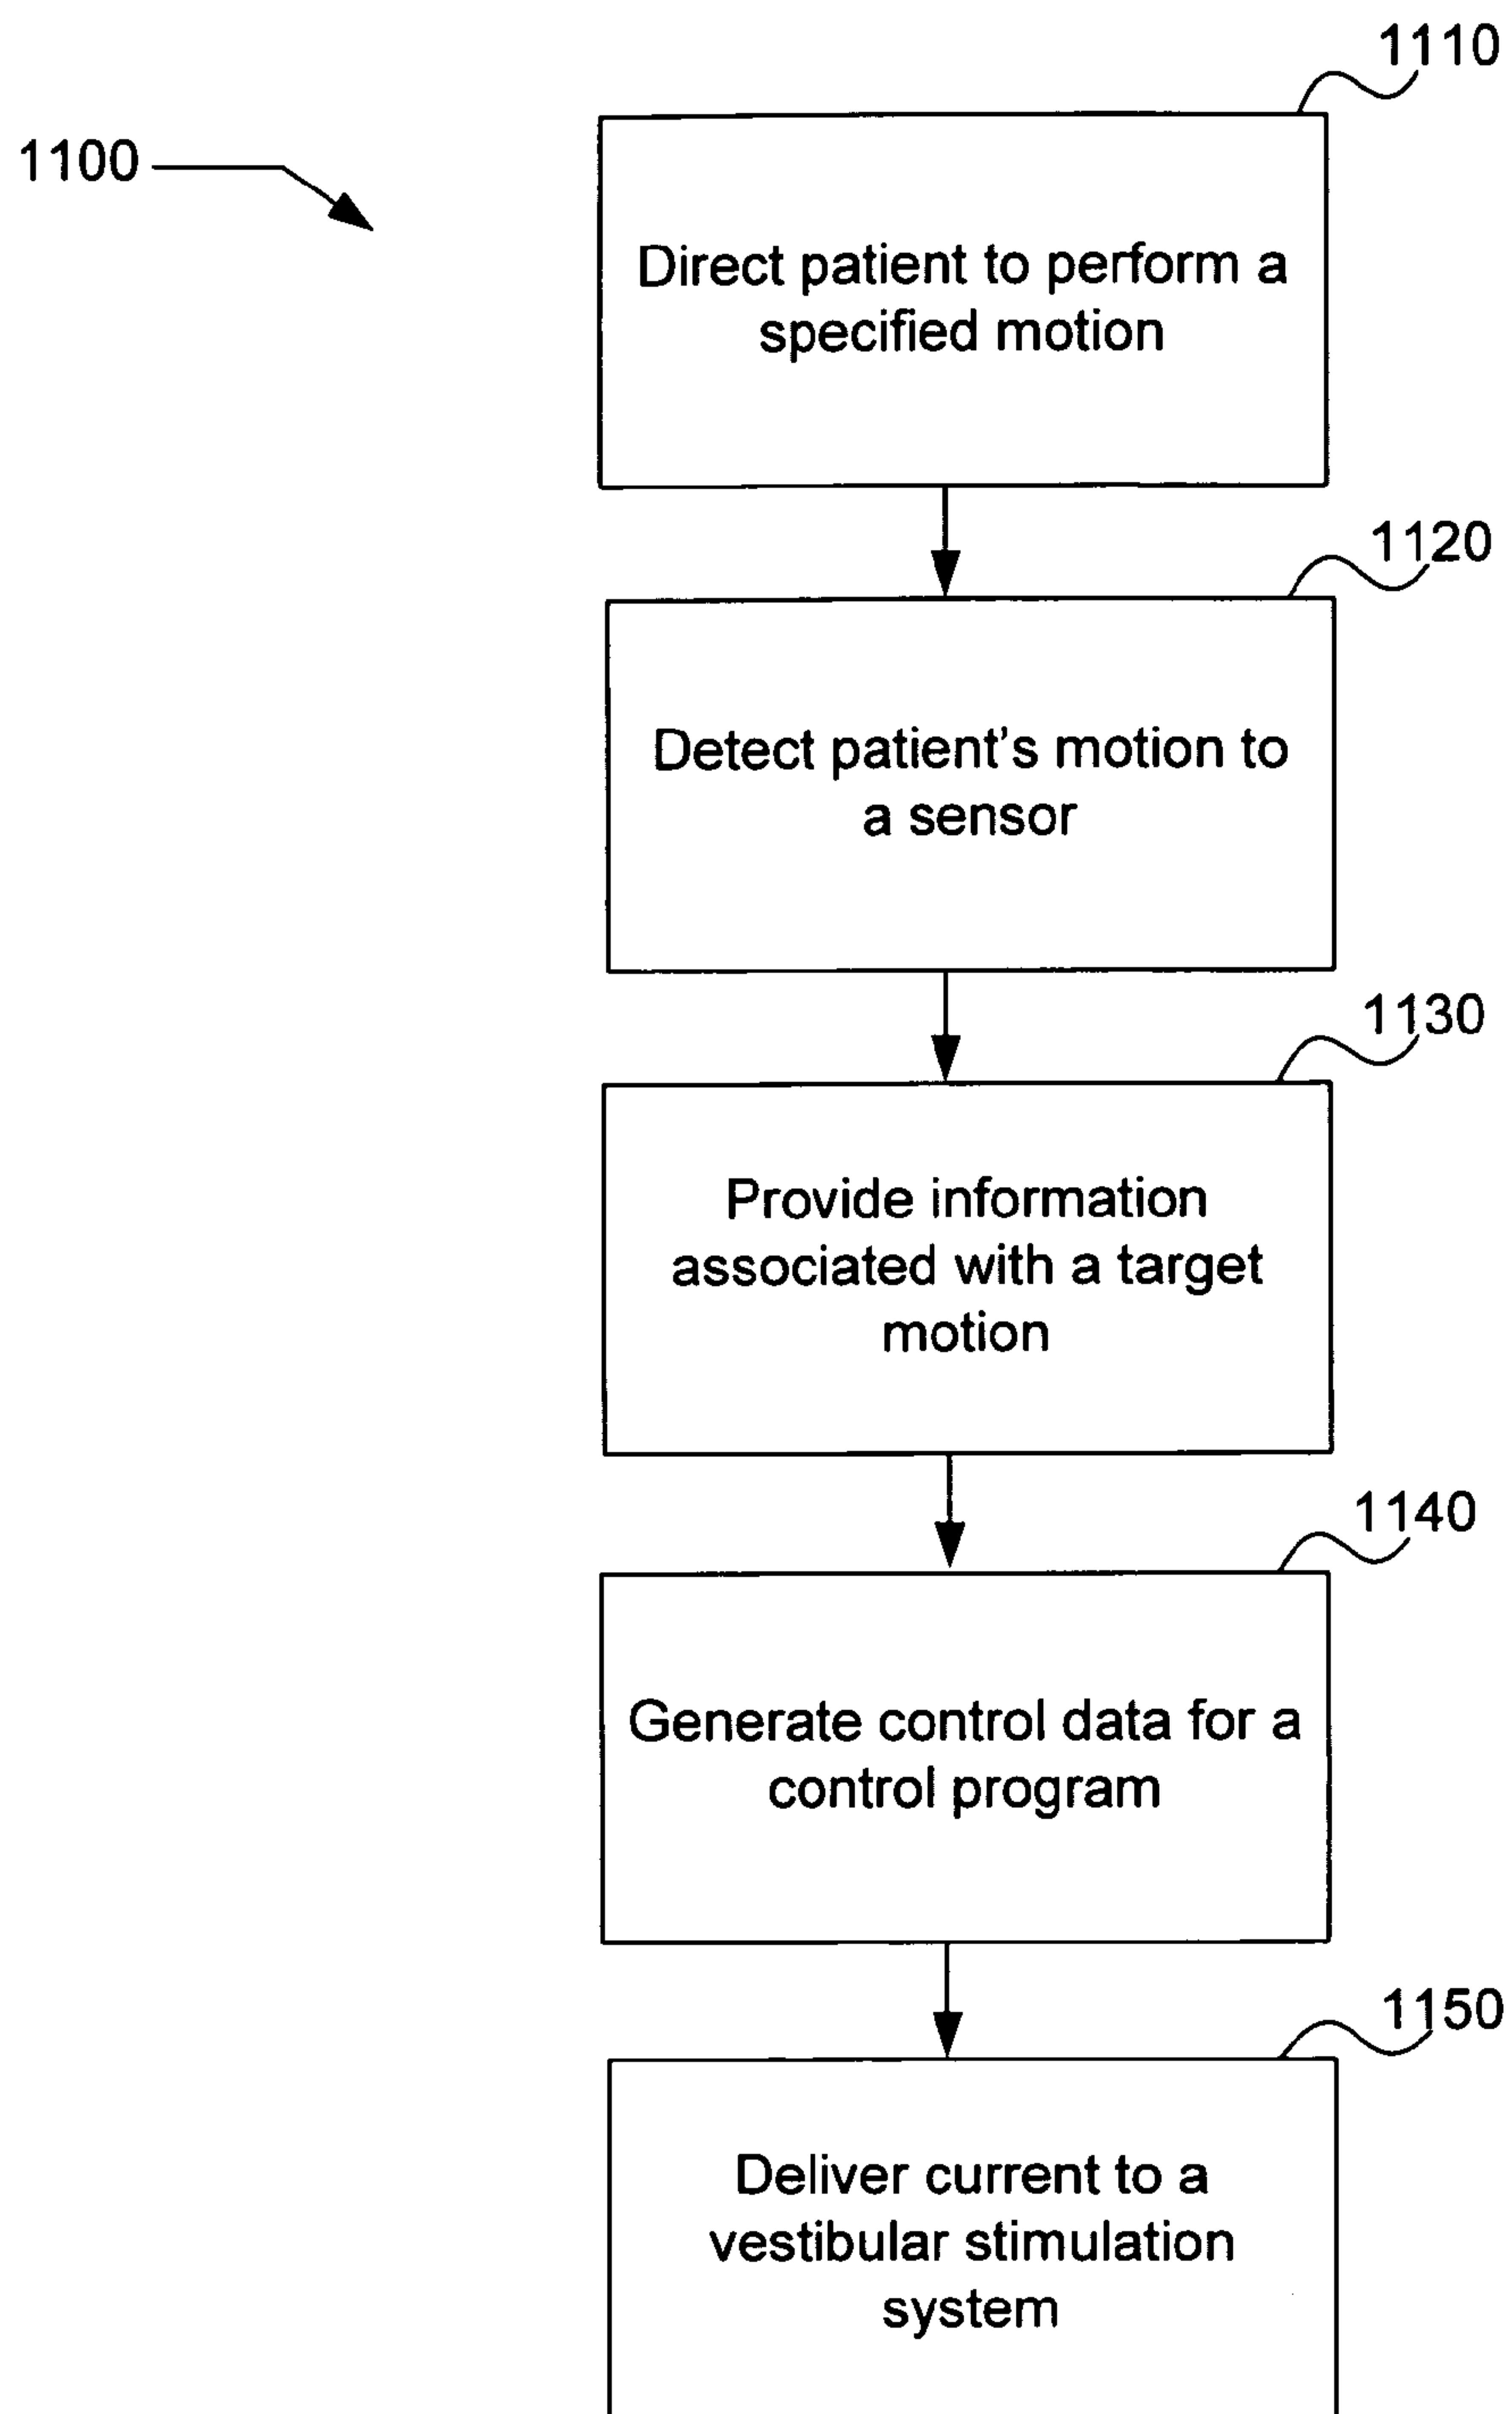 1110
1100
Direct patient to perform a
specified motion
1120
Detect patient's motion to
a sensor
1130
Provide information
associated with a target
motion
1140
Generate control data for a
control program
1150
Deliver current to a
vestibular stimulation
system